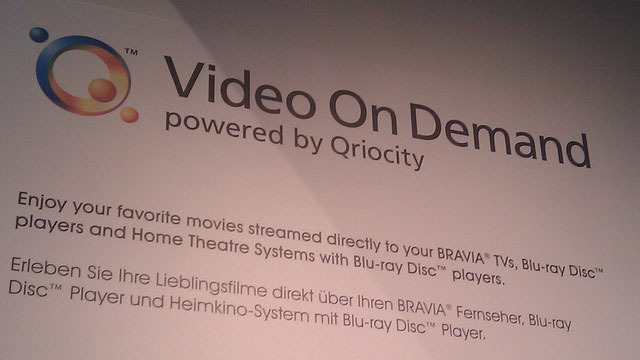 ™
Video On Demand
powered by Qriocity
Enjoy your favorite movies streamed directly to your BRAVIA® TVs, Blu-ray Disc™
players and Home Theatre Systems with Blu-ray Disc™ players.
Erleben Sie Ihre Lieblingsfilme direkt über Ihren BRAVIA® Fernseher, Blu-ray
Disc™ Player und Heimkino-System mit Blu-ray Disc™ Player.